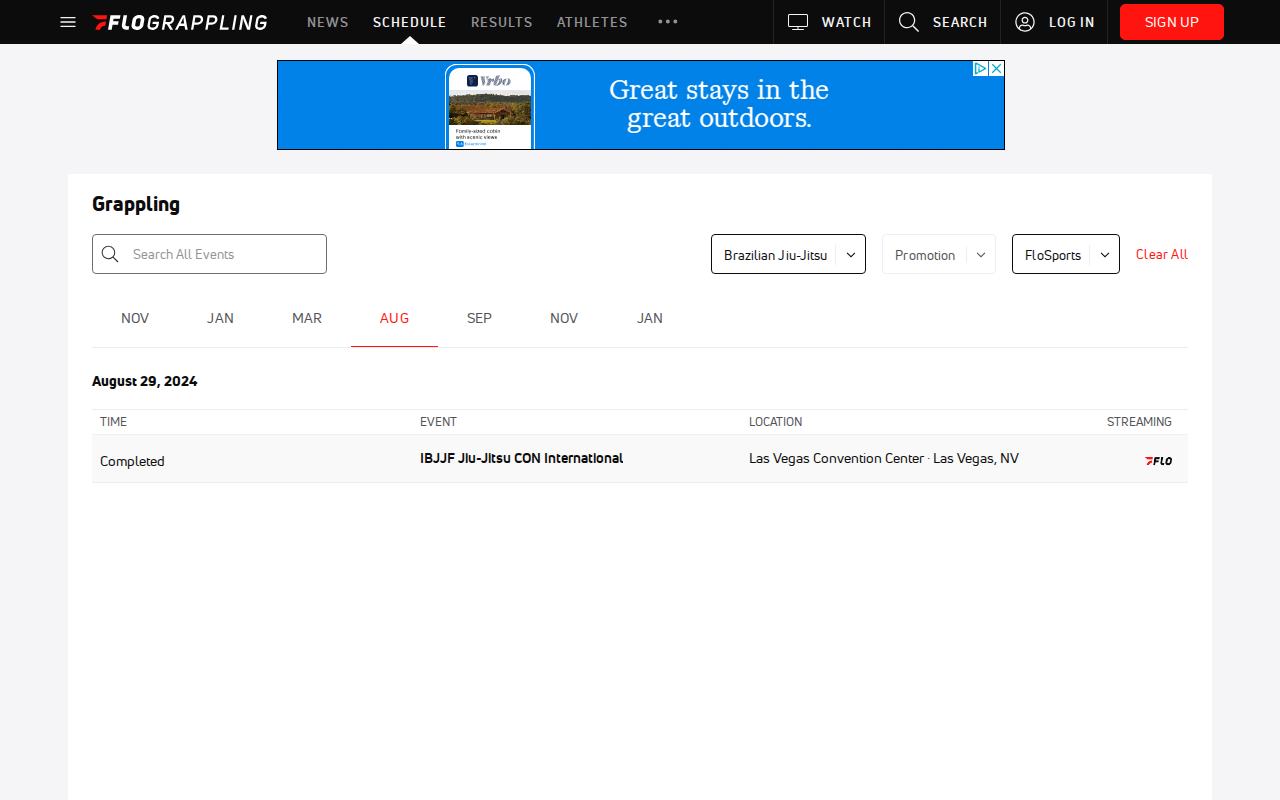 FLOGRAPPLING
NEWS
SCHEDULE
RESULTS
ATHLETES
WATCH
SEARCH
LOG IN
SIGN UP
Vrbo
Family-sized cabin
with scenic views
Great stays in the
great outdoors.
Grappling
Search All Events
Brazilian Jiu-Jitsu
Promotion
FloSports
Clear All
NOV
JAN
MAR
AUG
SEP
NOV
JAN
August 29, 2024
TIME
EVENT
LOCATION
STREAMING
Completed
IBJJF Jiu-Jitsu CON International
Las Vegas Convention Center · Las Vegas, NV
FLO